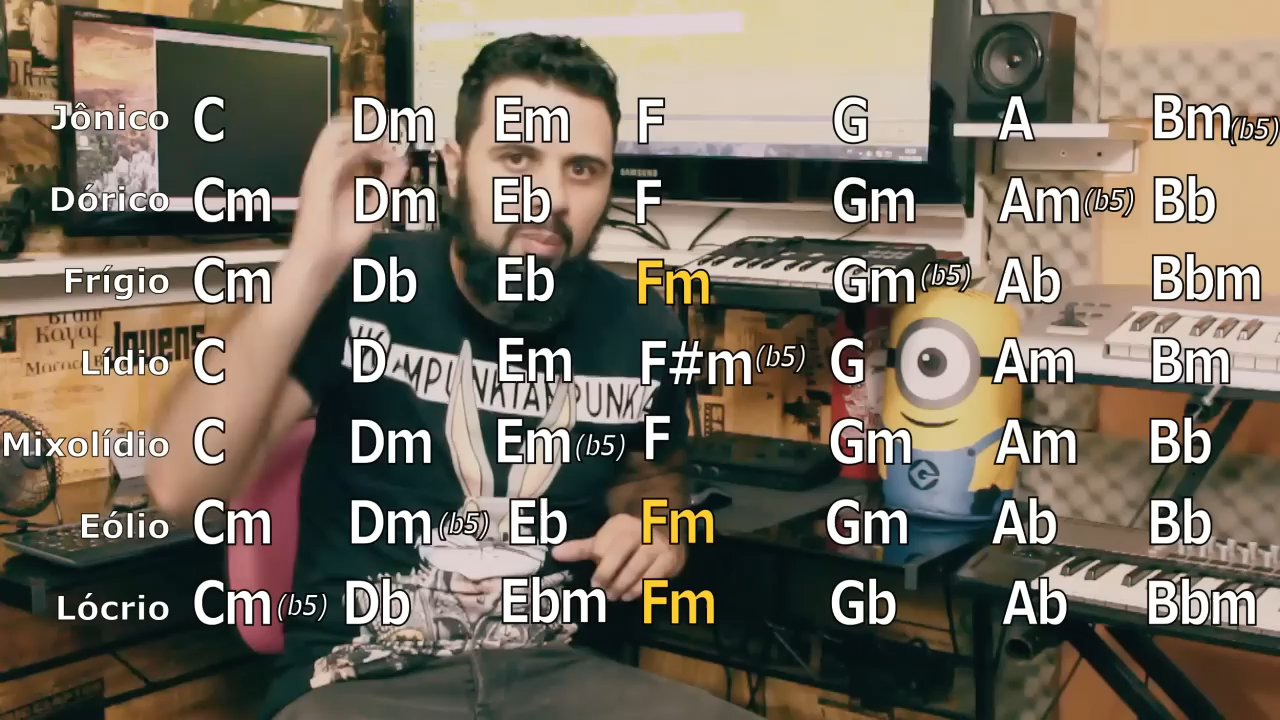 Jônico C Dm Em F G A Bm(b5)
Dórico Cm Dm Eb F Gm Am(b5) Bb
Frígio Cm Db Eb Fm Gm(b5) Ab Bbm
Lídio C D Em F#m(b5) G Am Bm
Mixolídio C Dm Em(b5) F Gm Am Bb
Eólio Cm Dm(b5) Eb Fm Gm Ab Bb
Lócrio Cm(b5) Db Ebm Fm Gb Ab Bbm
SAMSUNG
Jovens